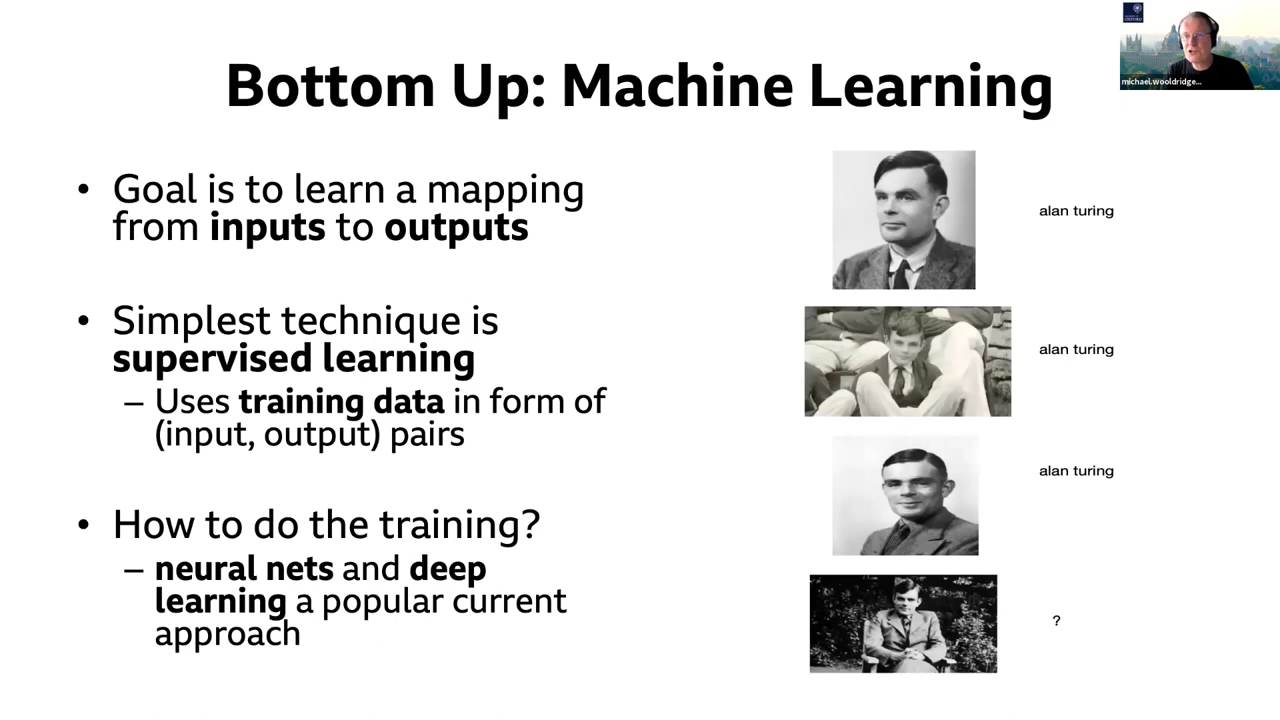 Bottom Up: Machine Learning
• Goal is to learn a mapping
from inputs to outputs
• Simplest technique is
supervised learning
– Uses training data in form of
(input, output) pairs
• How to do the training?
– neural nets and deep
learning a popular current
approach
alan turing
alan turing
alan turing
?
michael.wooldridge...